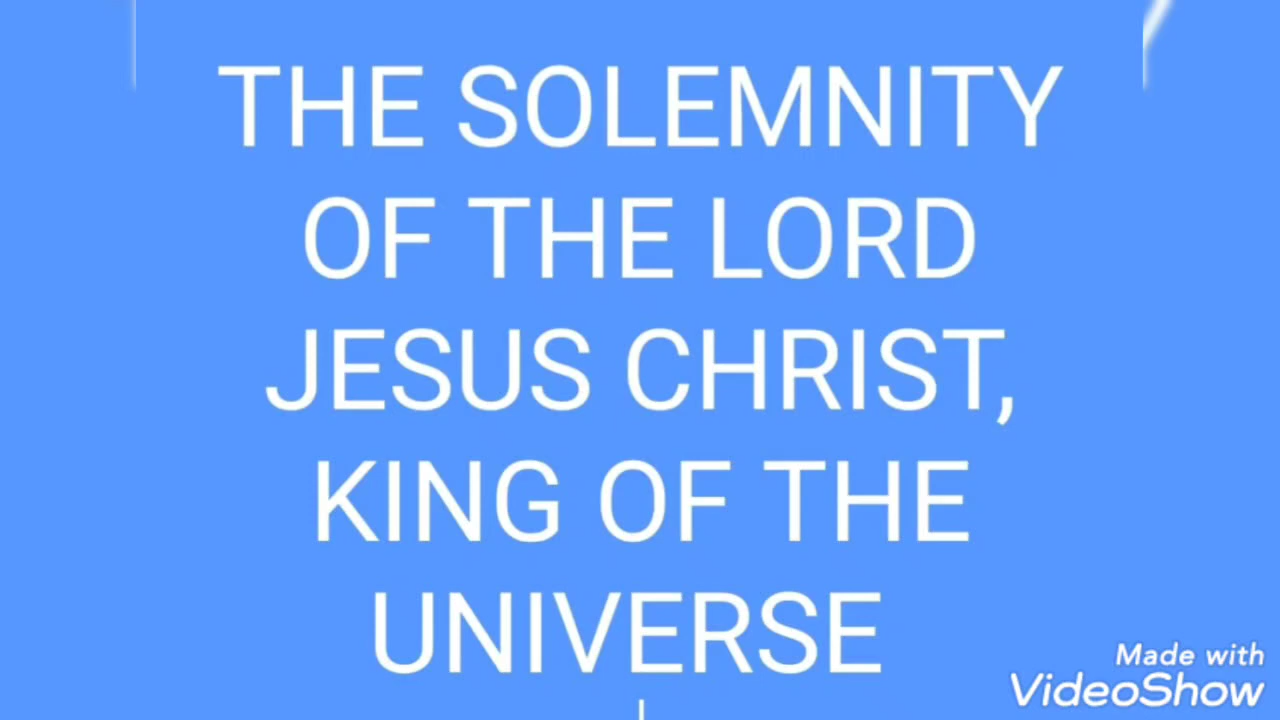 THE SOLEMNITY
OF THE LORD
JESUS CHRIST,
KING OF THE
UNIVERSE
Made with
VideoShow